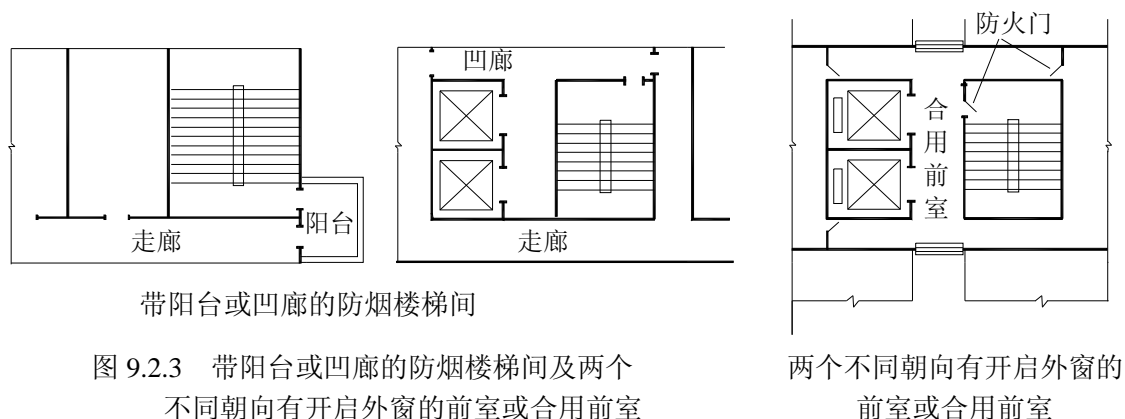 防火门
凹廊
合用前室
阳台
走廊
走廊
带阳台或凹廊的防烟楼梯间
图 9.2.3 带阳台或凹廊的防烟楼梯间及两个
不同朝向有开启外窗的前室或合用前室
两个不同朝向有开启外窗的
前室或合用前室